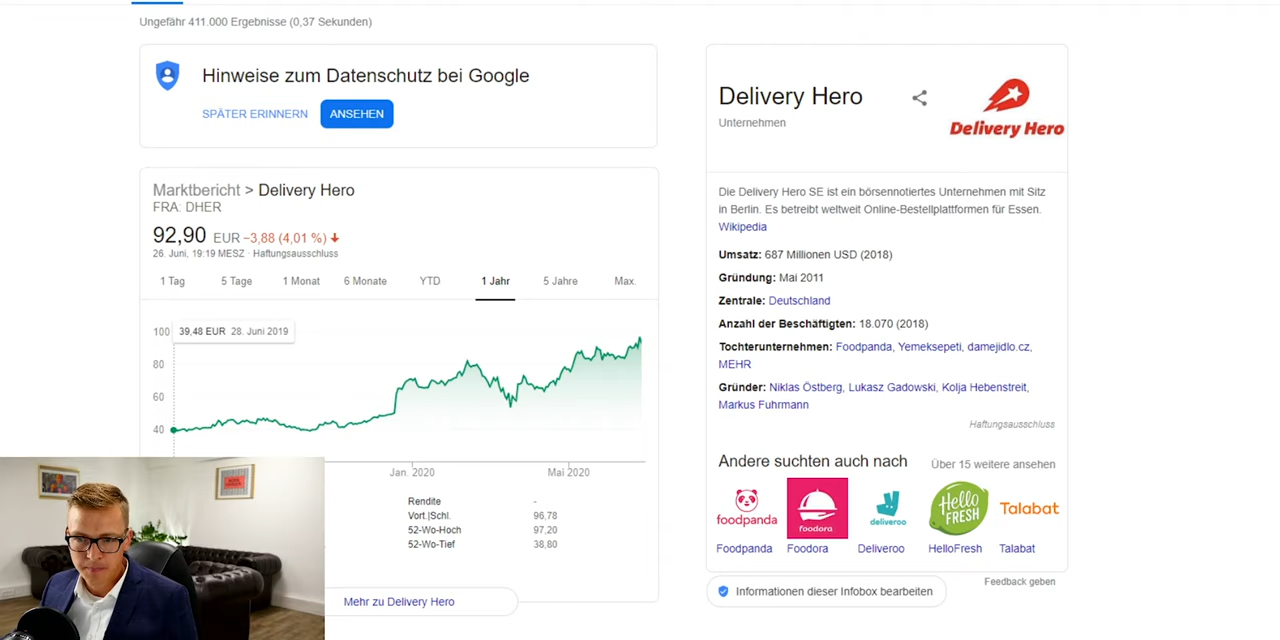 Ungefähr 411.000 Ergebnisse (0,37 Sekunden)
Hinweise zum Datenschutz bei Google
SPÄTER ERINNERN ANSEHEN
Marktbericht > Delivery Hero
FRA: DHER
92,90 EUR −3,88 (4,01 %)
26. Juni, 19:19 MESZ · Haftungsausschluss
1 Tag 5 Tage 1 Monat 6 Monate YTD 1 Jahr 5 Jahre Max.
39,48 EUR 28. Juni 2019
100
80
60
40
Jan. 2020 Mai 2020
Rendite -
Vort.|Schl. 96,78
52-Wo-Hoch 97,20
52-Wo-Tief 38,80
Mehr zu Delivery Hero
Delivery Hero
Unternehmen
Delivery Hero
Die Delivery Hero SE ist ein börsennotiertes Unternehmen mit Sitz
in Berlin. Es betreibt weltweit Online-Bestellplattformen für Essen.
Wikipedia
Umsatz: 687 Millionen USD (2018)
Gründung: Mai 2011
Zentrale: Deutschland
Anzahl der Beschäftigten: 18.070 (2018)
Tochterunternehmen: Foodpanda, Yemeksepeti, damejidlo.cz,
MEHR
Gründer: Niklas Östberg, Lukasz Gadowski, Kolja Hebenstreit,
Markus Fuhrmann
Haftungsausschluss
Andere suchten auch nach Über 15 weitere ansehen
foodpanda foodora deliveroo Hello FRESH Talabat
Foodpanda Foodora Deliveroo HelloFresh Talabat
Feedback geben
Informationen dieser Infobox bearbeiten